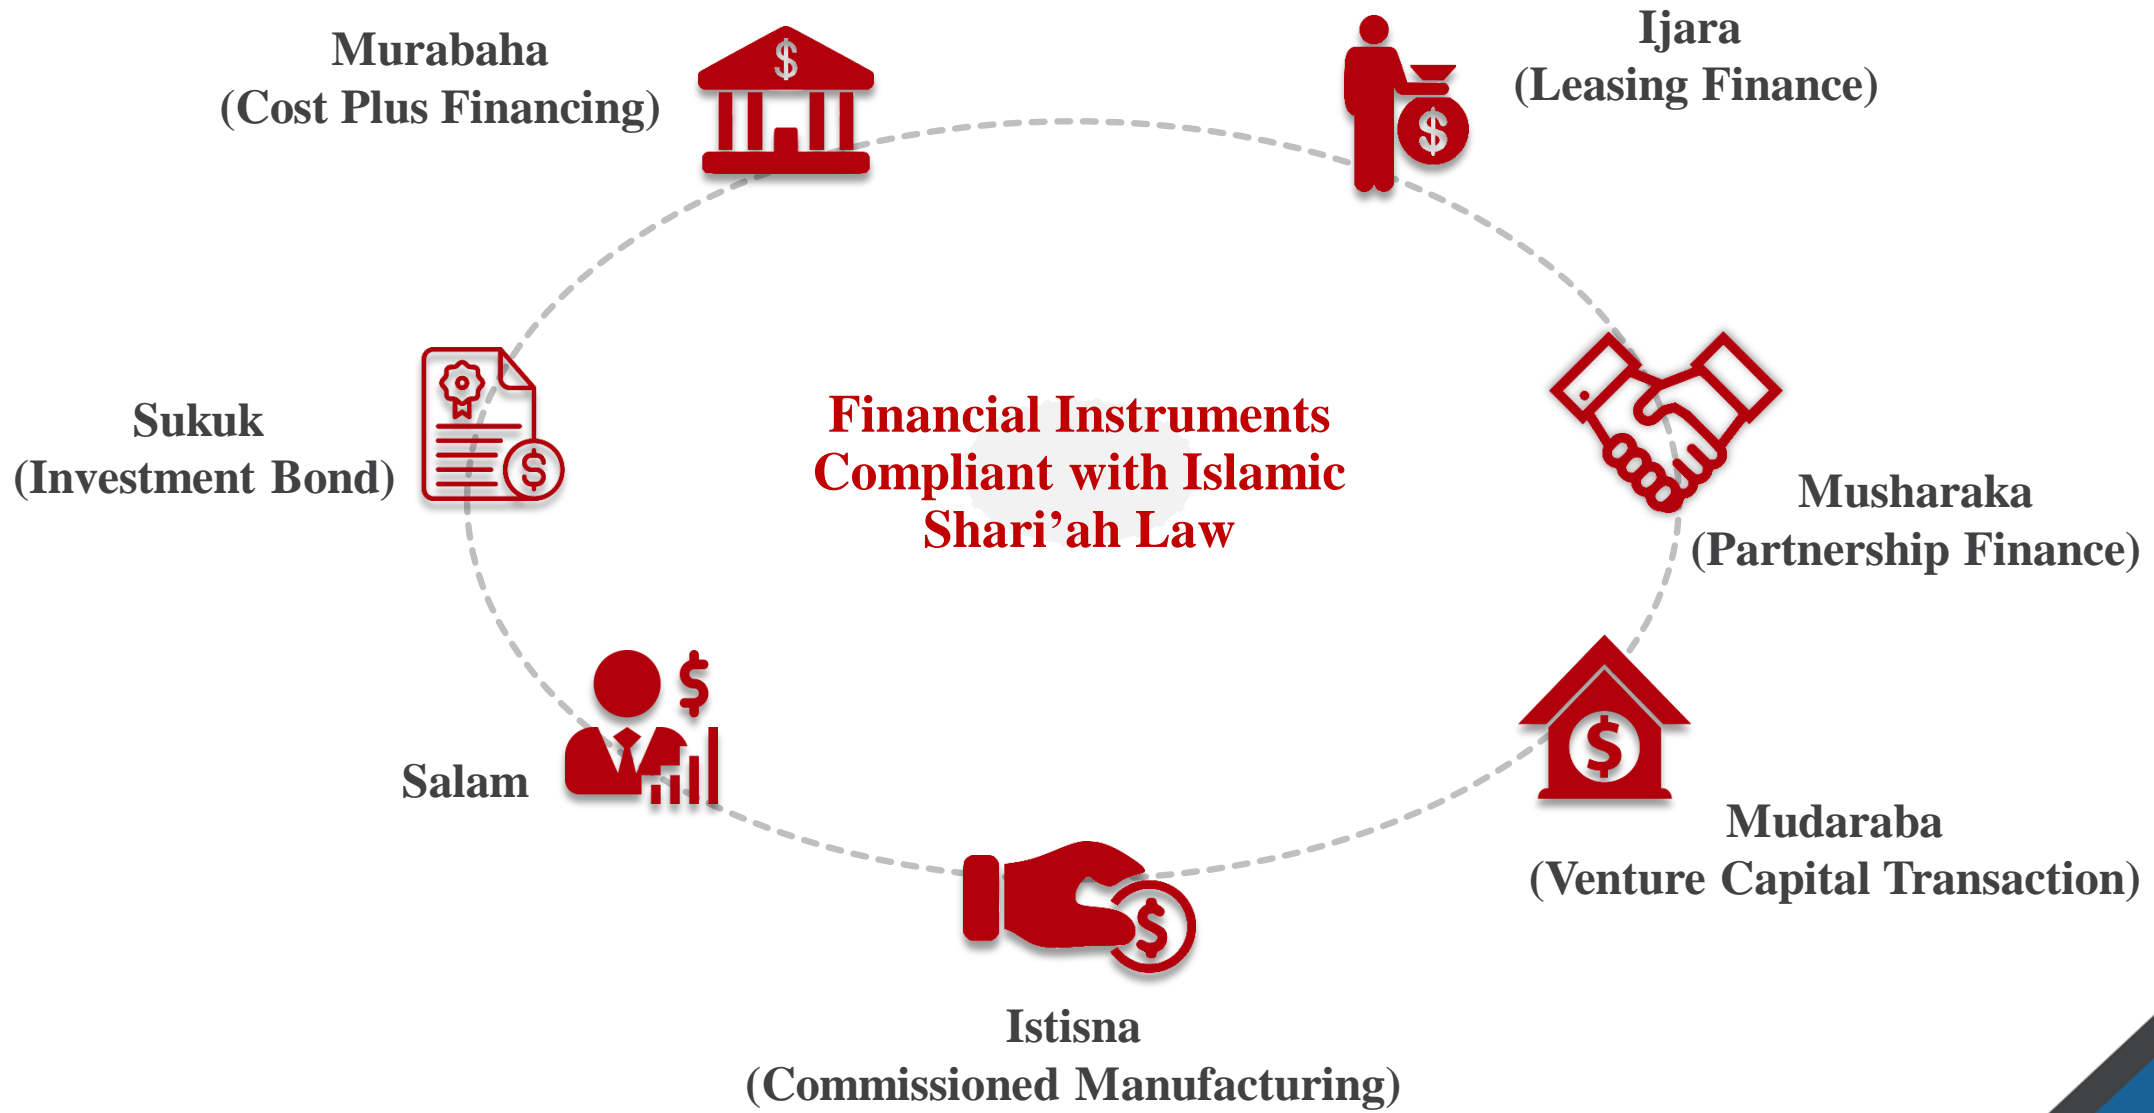 Murabaha
(Cost Plus Financing)
$
Ijara
(Leasing Finance)
$
Sukuk
(Investment Bond)
$
Financial Instruments
Compliant with Islamic
Shari’ah Law
Musharaka
(Partnership Finance)
Salam
$
$
Mudaraba
(Venture Capital Transaction)
$
Istisna
(Commissioned Manufacturing)